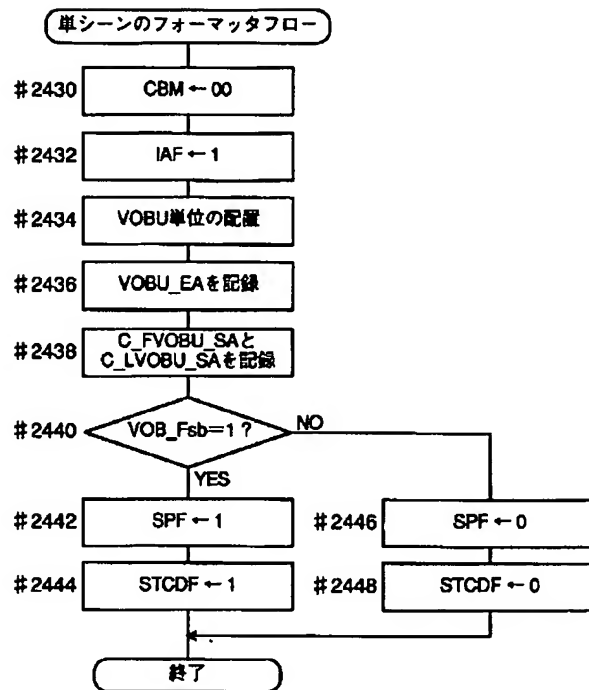 単シーンのフォーマッタフロー
#2430 CBM ← 00
#2432 IAF ← 1
#2434 VOBU単位の配置
#2436 VOBU_EAを記録
#2438 C_FVOBU_SAと
C_LVOBU_SAを記録
#2440 VOB_Fsb=1? NO
YES
#2442 SPF ← 1 #2446 SPF ← 0
#2444 STCDF ← 1 #2448 STCDF ← 0
終了